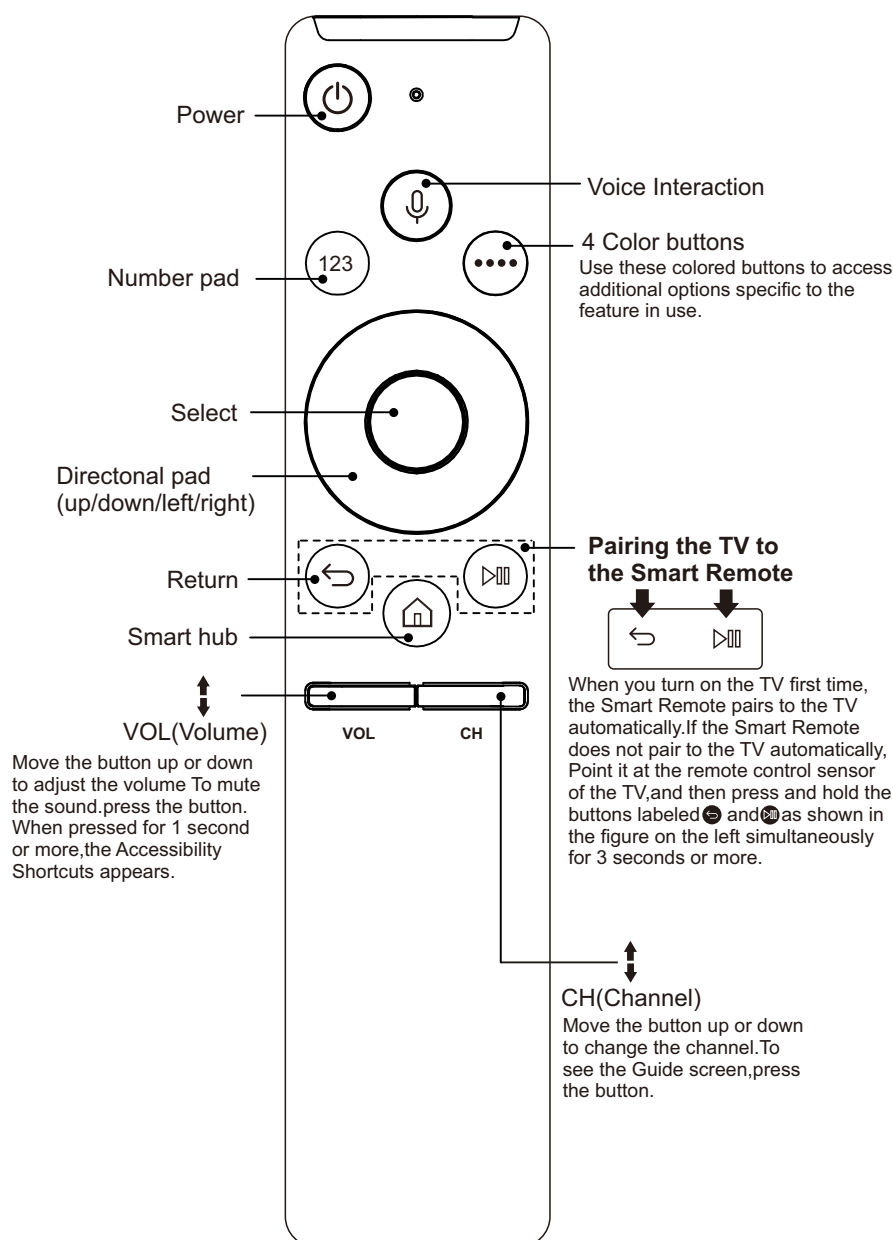 Power
Voice Interaction
4 Color buttons
Use these colored buttons to access
additional options specific to the
feature in use.
123
Number pad
Select
Directonal pad
(up/down/left/right)
Pairing the TV to
the Smart Remote
Return
Smart hub
When you turn on the TV first time,
the Smart Remote pairs to the TV
automatically.If the Smart Remote
does not pair to the TV automatically,
Point it at the remote control sensor
of the TV,and then press and hold the
buttons labeled and as shown in
the figure on the left simultaneously
for 3 seconds or more.
VOL(Volume)
VOL
CH
Move the button up or down
to adjust the volume To mute
the sound.press the button.
When pressed for 1 second
or more,the Accessibility
Shortcuts appears.
CH(Channel)
Move the button up or down
to change the channel.To
see the Guide screen,press
the button.